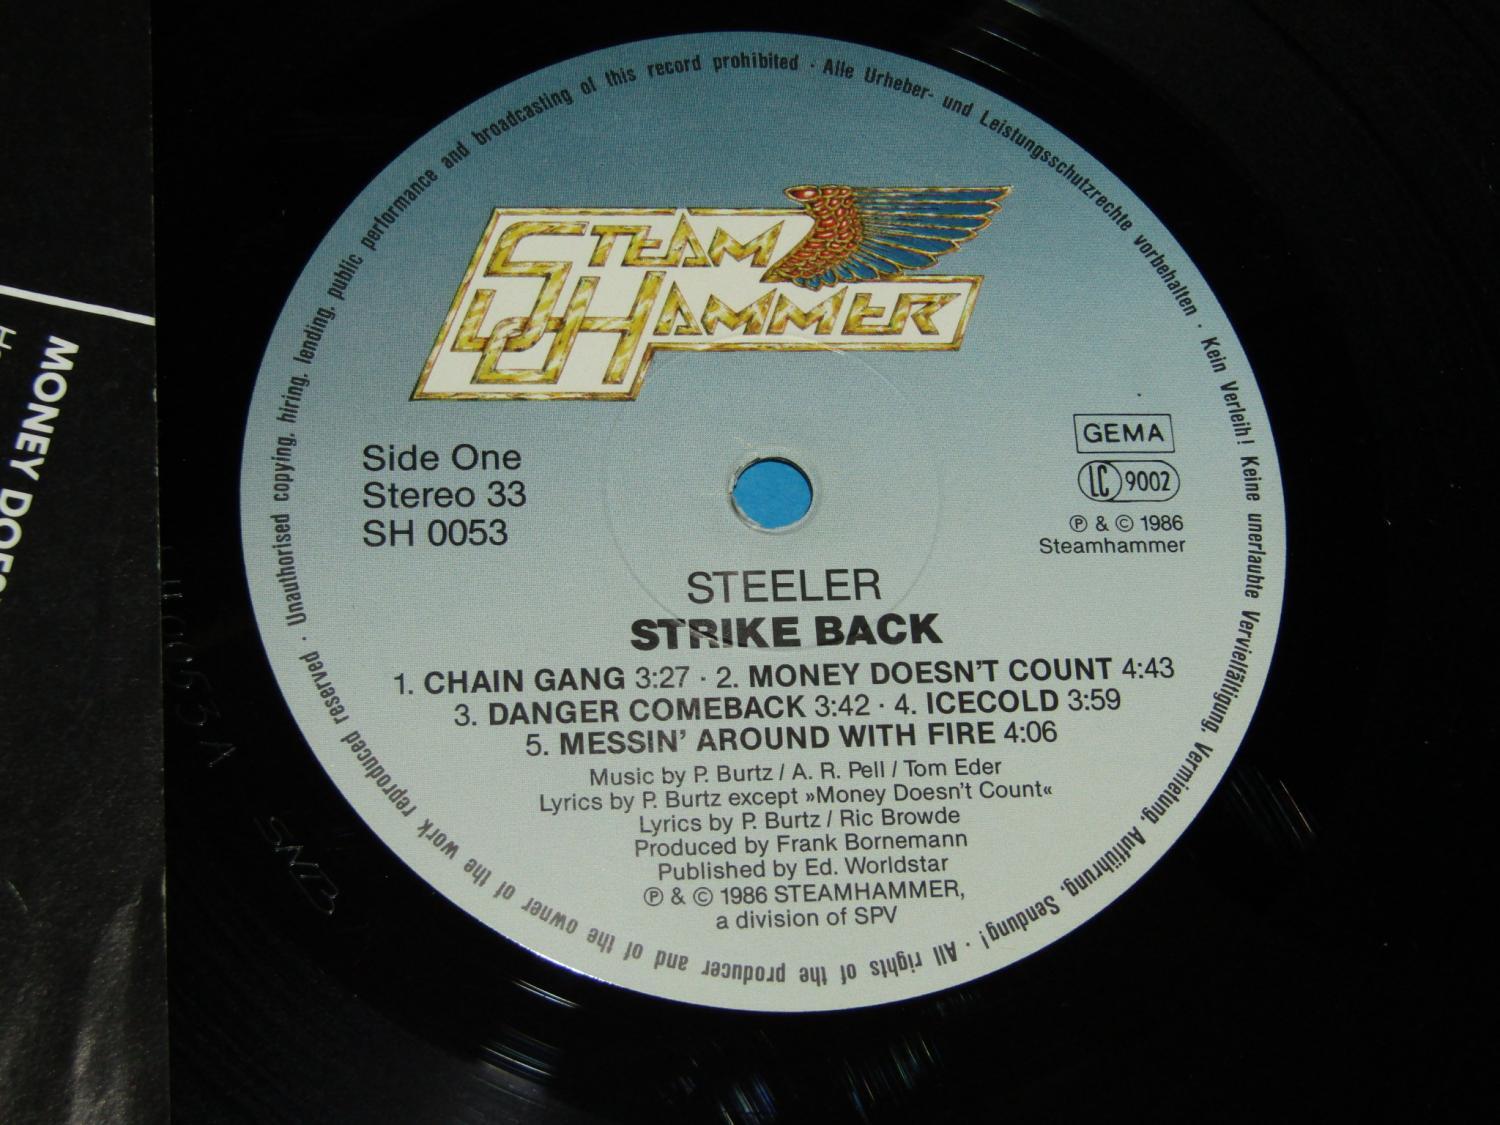 STEAM
HAMMER
Side One
Stereo 33
SH 0053
GEMA
LC 9002
℗ & © 1986
Steamhammer
STEELER
STRIKE BACK
1. CHAIN GANG 3:27 · 2. MONEY DOESN'T COUNT 4:43
3. DANGER COMEBACK 3:42 · 4. ICECOLD 3:59
5. MESSIN' AROUND WITH FIRE 4:06
Music by P. Burtz / A. R. Pell / Tom Eder
Lyrics by P. Burtz except »Money Doesn't Count«
Lyrics by P. Burtz / Ric Browde
Produced by Frank Bornemann
Published by Ed. Worldstar
℗ & © 1986 STEAMHAMMER,
a division of SPV
Unauthorised copying, hiring, lending, public performance and broadcasting of this record prohibited · Alle Urheber- und Leistungsschutzrechte vorbehalten · Kein Verleih! Keine unerlaubte Vervielfältigung, Vermietung, Aufführung, Sendung! · All rights of the producer and of the owner of the work reproduced reserved ·
MONEY